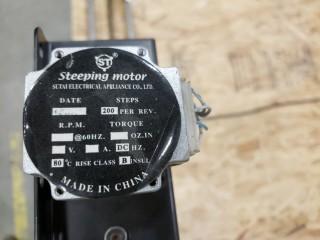 ST
Steeping motor
SUTAI ELECTRICAL APPLIANCE CO., LTD.
DATE STEPS
200 PER REV.
R.P.M. TORQUE
@60HZ. OZ.IN
V. A. DC HZ.
80 °C RISE CLASS B INSUL
MADE IN CHINA